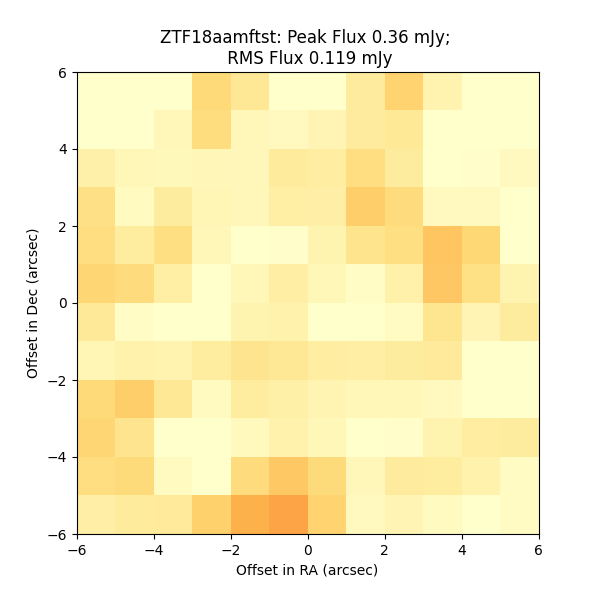 ZTF18aamftst: Peak Flux 0.36 mJy;
RMS Flux 0.119 mJy
6
4
2
0
−2
−4
−6
Offset in Dec (arcsec)
−6 −4 −2 0 2 4 6
Offset in RA (arcsec)